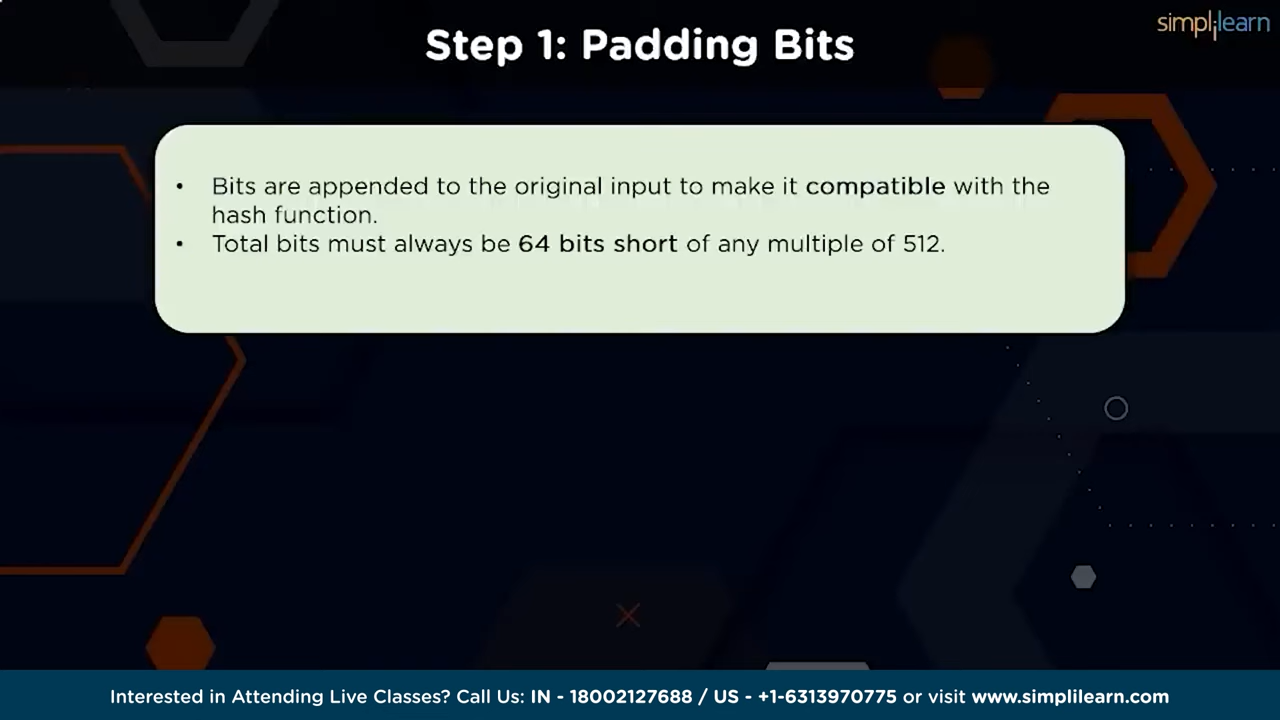 simplilearn
Step 1: Padding Bits
• Bits are appended to the original input to make it compatible with the
hash function.
• Total bits must always be 64 bits short of any multiple of 512.
Interested in Attending Live Classes? Call Us: IN - 18002127688 / US - +1-6313970775 or visit www.simplilearn.com